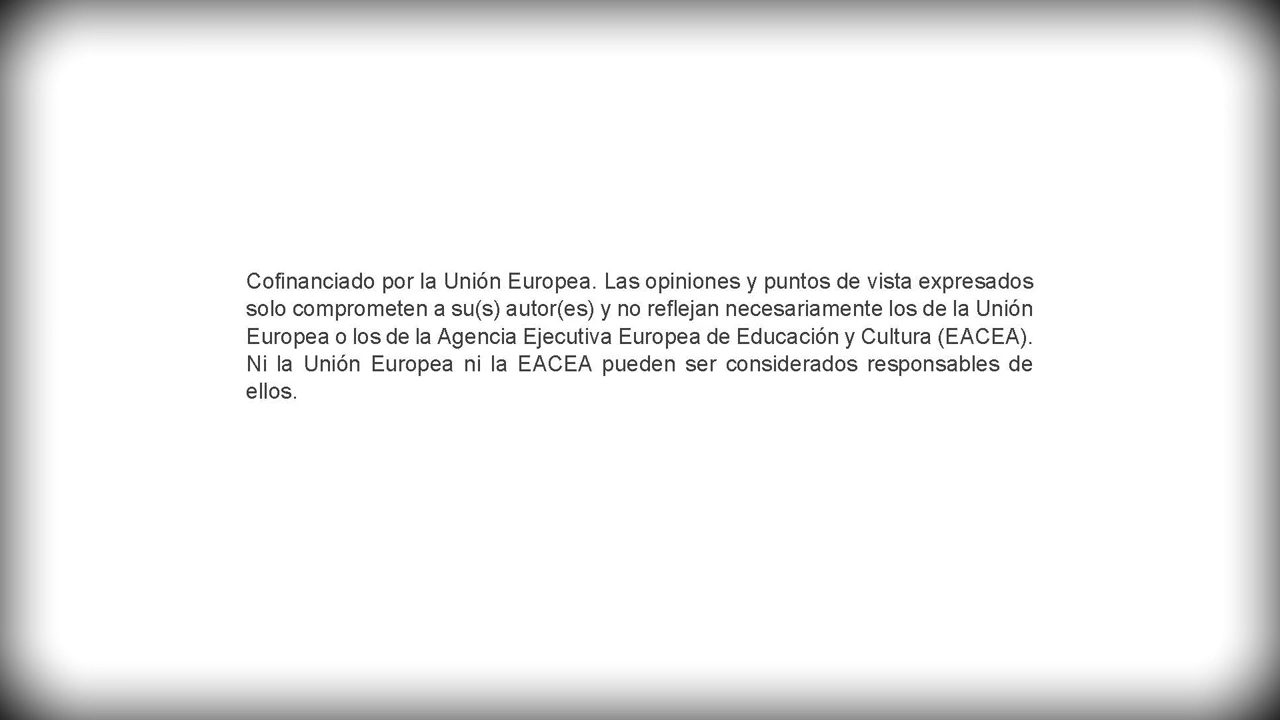 Cofinanciado por la Unión Europea. Las opiniones y puntos de vista expresados
solo comprometen a su(s) autor(es) y no reflejan necesariamente los de la Unión
Europea o los de la Agencia Ejecutiva Europea de Educación y Cultura (EACEA).
Ni la Unión Europea ni la EACEA pueden ser considerados responsables de
ellos.